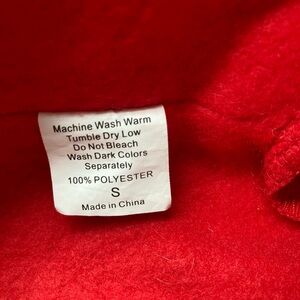 Machine Wash Warm
Tumble Dry Low
Do Not Bleach
Wash Dark Colors
Separately
100% POLYESTER
S
Made in China